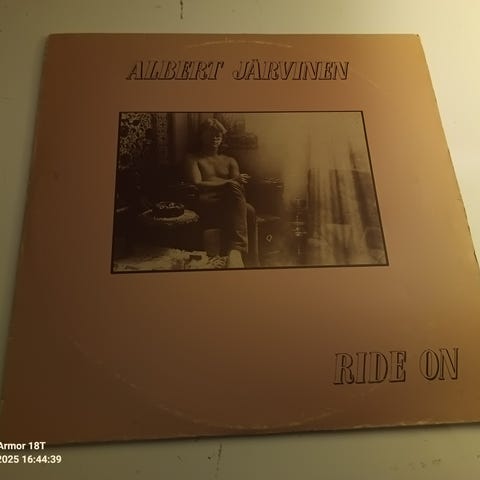 ALBERT JÄRVINEN
RIDE ON
Armor 18T
2025 16:44:39